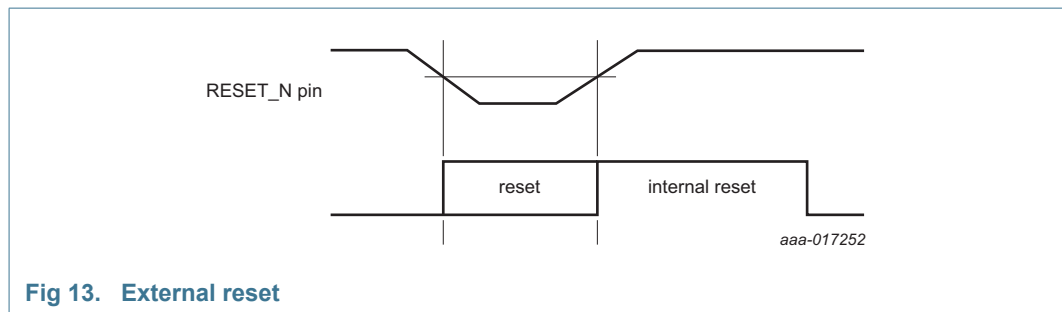 RESET_N pin
reset
internal reset
aaa-017252
Fig 13. External reset